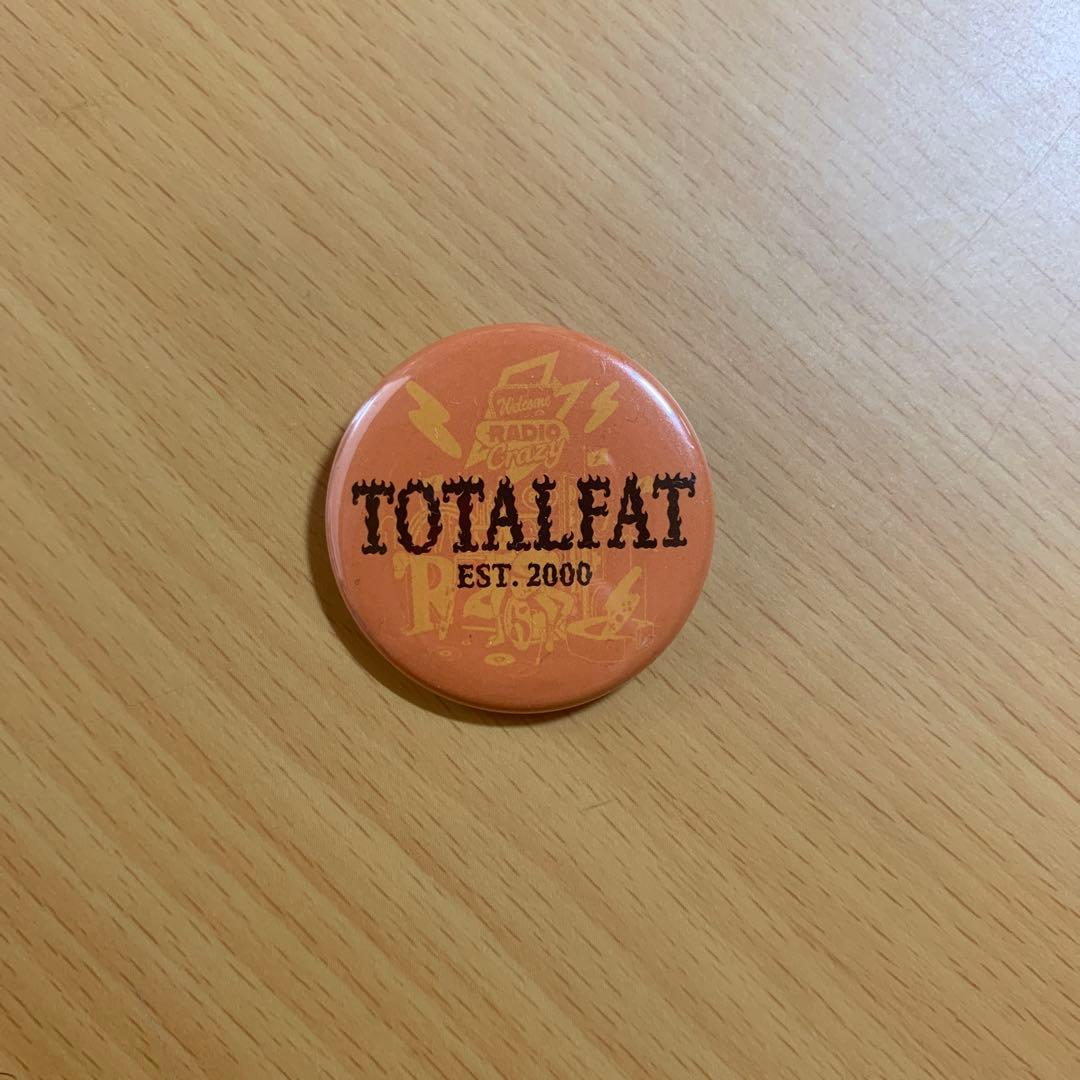 Welcome
RADIO
Crazy
TOTALFAT
EST. 2000